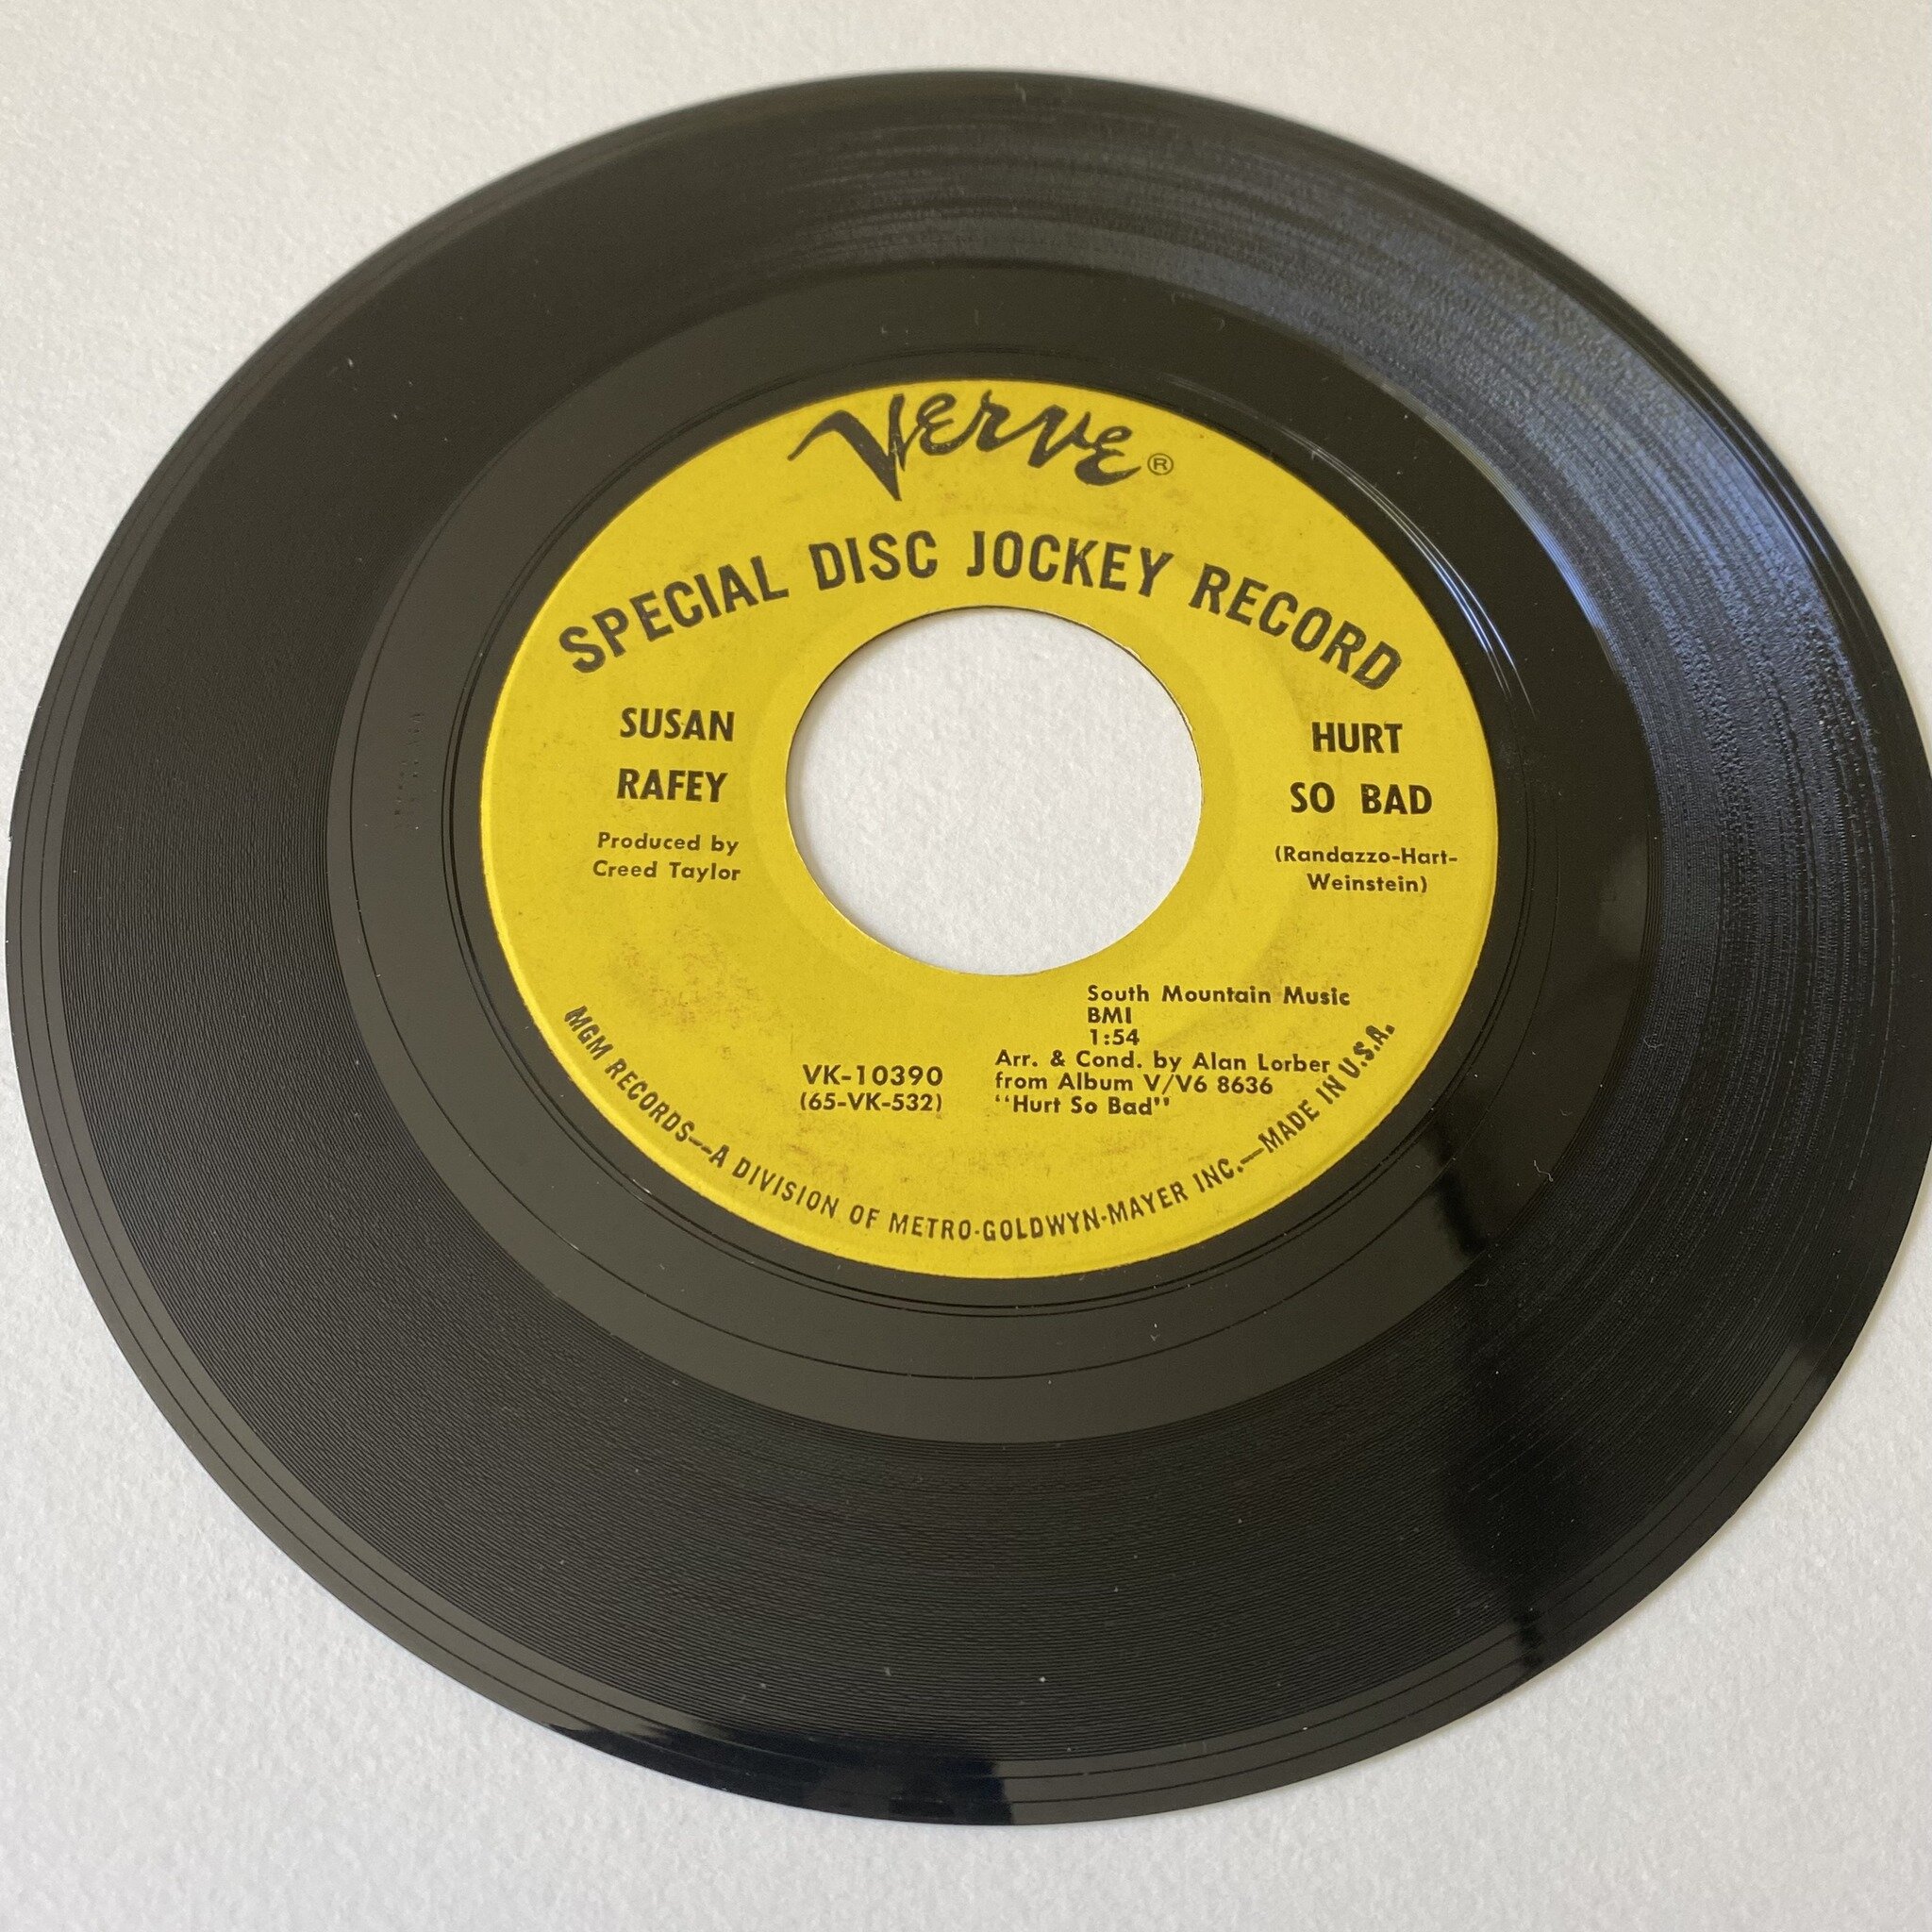 Verve®
SPECIAL DISC JOCKEY RECORD
SUSAN
RAFEY
Produced by
Creed Taylor
HURT
SO BAD
(Randazzo-Hart-
Weinstein)
South Mountain Music
BMI
1:54
VK-10390
(65-VK-532)
Arr. & Cond. by Alan Lorber
from Album V/V6 8636
"Hurt So Bad"
MGM RECORDS—A DIVISION OF METRO-GOLDWYN-MAYER INC.—MADE IN U.S.A.